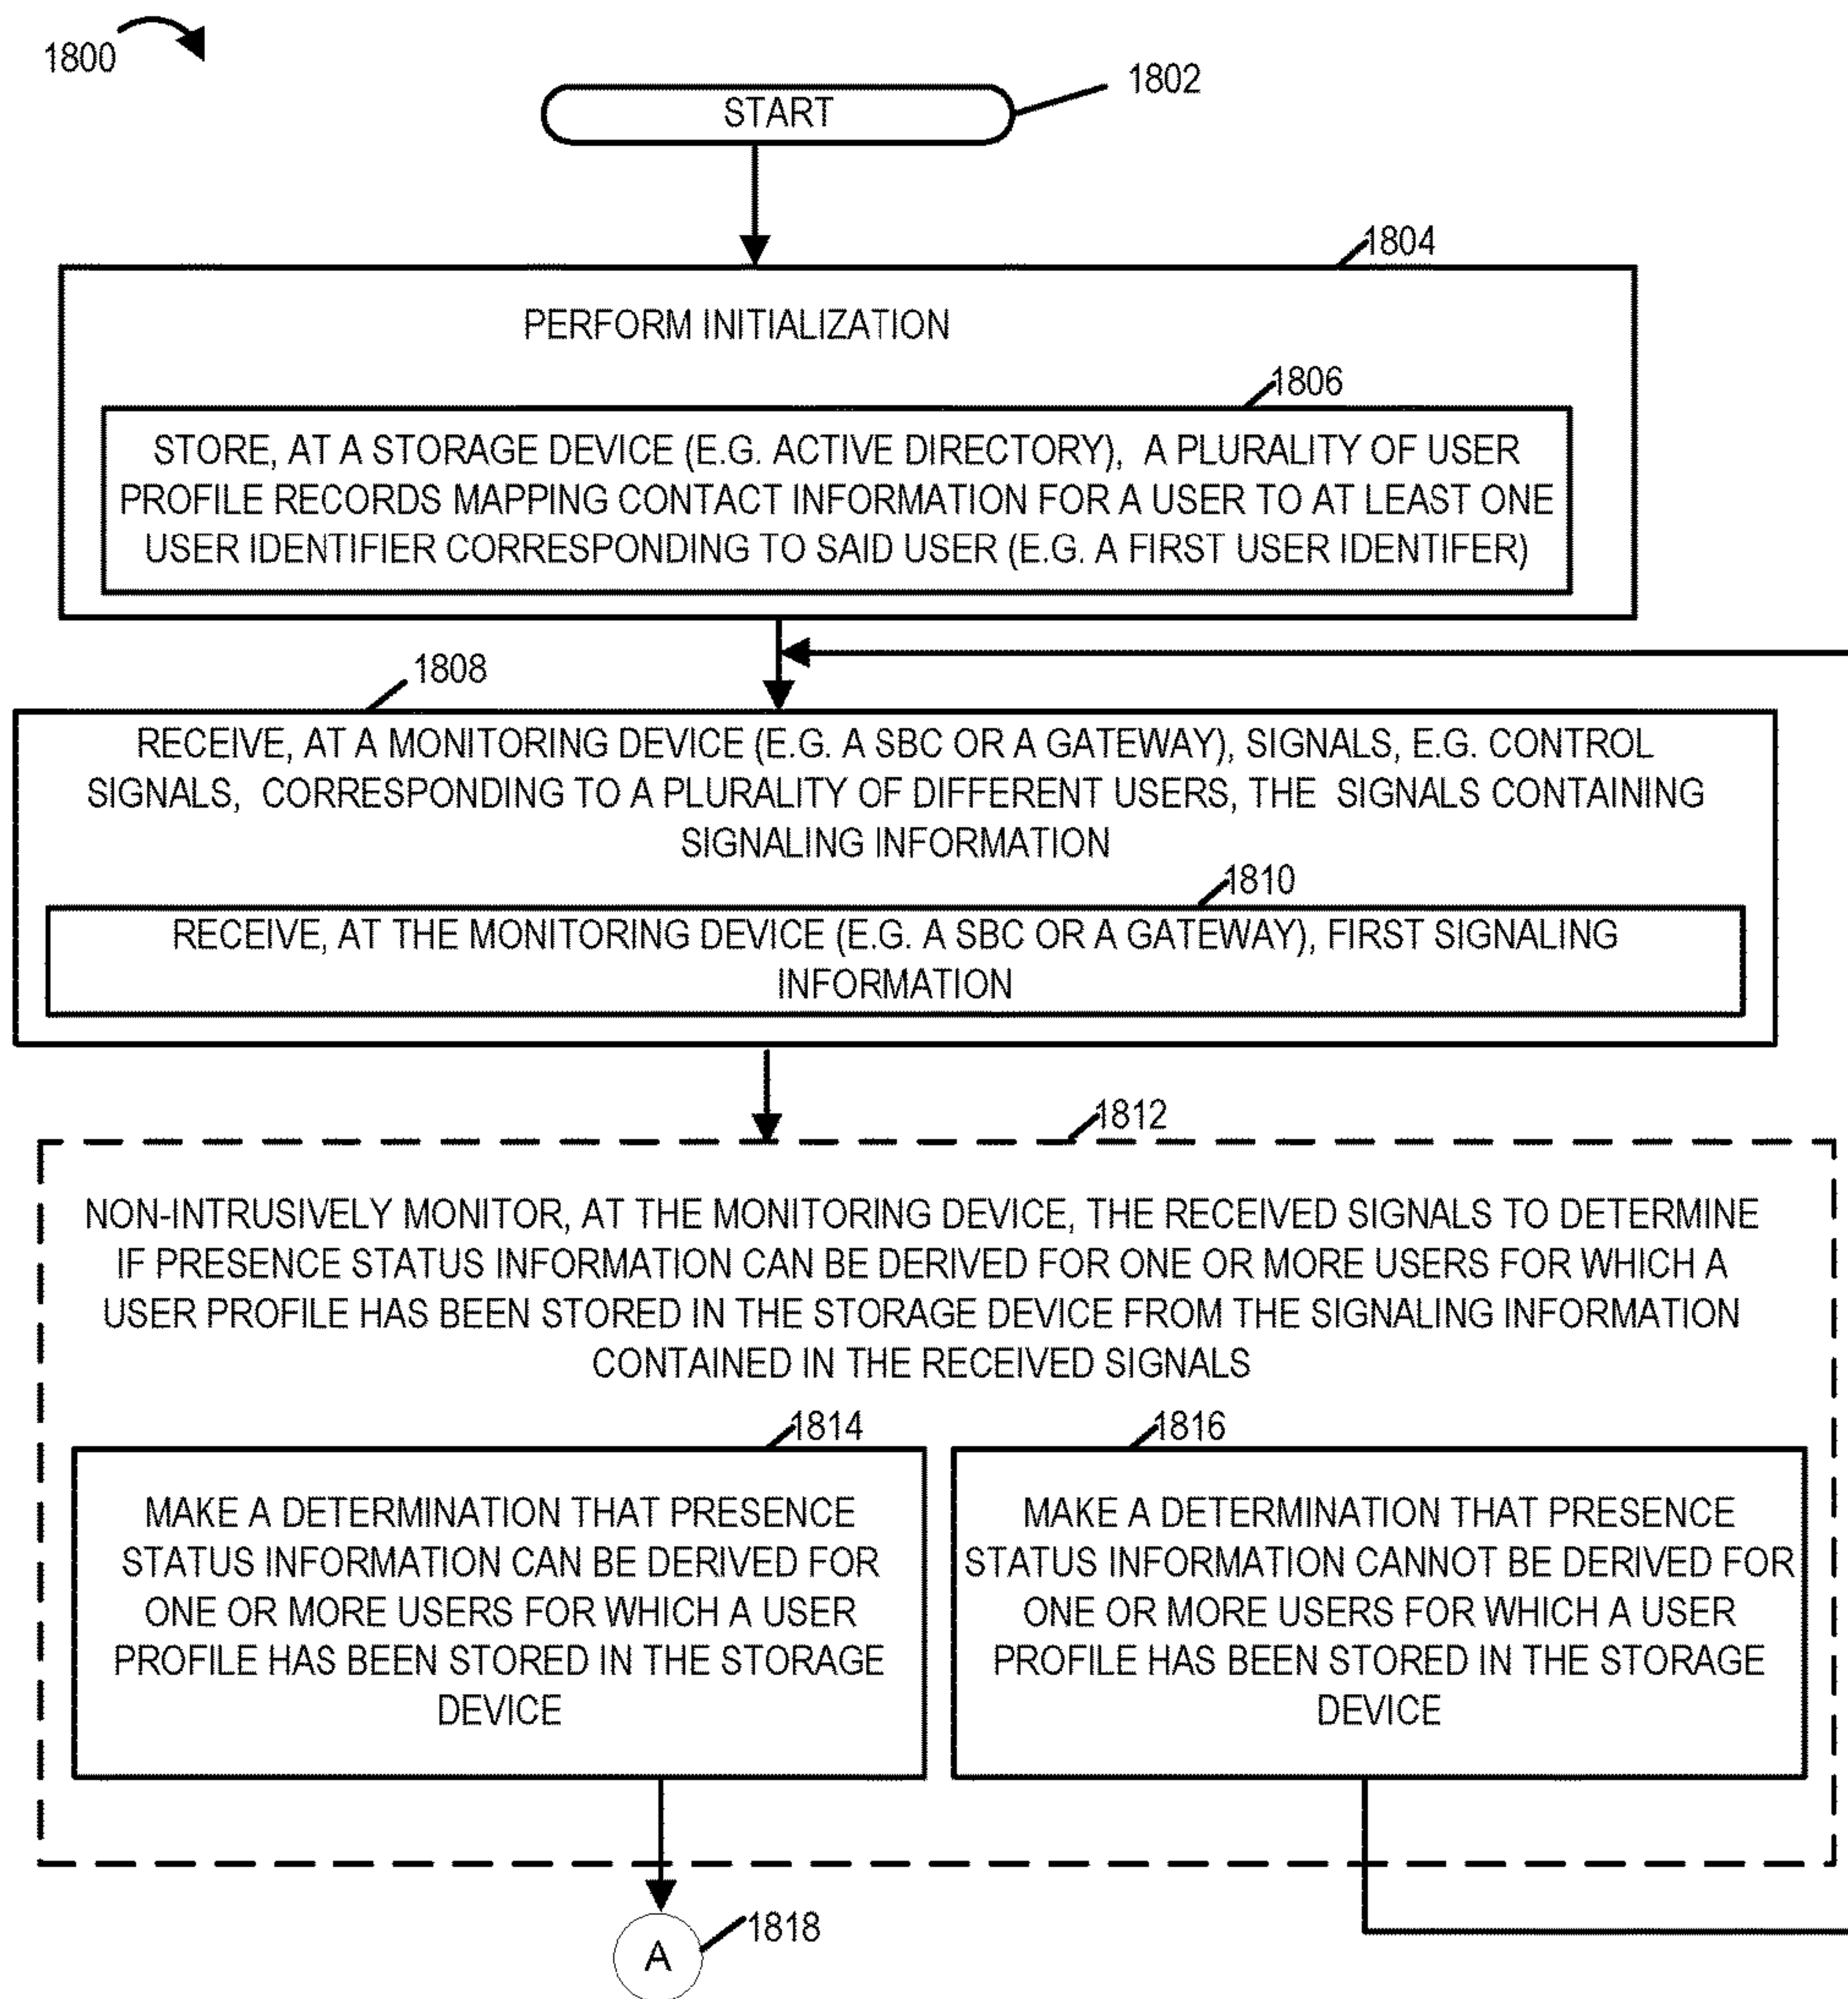 1800
1802
START
1804
PERFORM INITIALIZATION
1806
STORE, AT A STORAGE DEVICE (E.G. ACTIVE DIRECTORY), A PLURALITY OF USER
PROFILE RECORDS MAPPING CONTACT INFORMATION FOR A USER TO AT LEAST ONE
USER IDENTIFIER CORRESPONDING TO SAID USER (E.G. A FIRST USER IDENTIFER)
1808
RECEIVE, AT A MONITORING DEVICE (E.G. A SBC OR A GATEWAY), SIGNALS, E.G. CONTROL
SIGNALS, CORRESPONDING TO A PLURALITY OF DIFFERENT USERS, THE SIGNALS CONTAINING
SIGNALING INFORMATION
1810
RECEIVE, AT THE MONITORING DEVICE (E.G. A SBC OR A GATEWAY), FIRST SIGNALING
INFORMATION
1812
NON-INTRUSIVELY MONITOR, AT THE MONITORING DEVICE, THE RECEIVED SIGNALS TO DETERMINE
IF PRESENCE STATUS INFORMATION CAN BE DERIVED FOR ONE OR MORE USERS FOR WHICH A
USER PROFILE HAS BEEN STORED IN THE STORAGE DEVICE FROM THE SIGNALING INFORMATION
CONTAINED IN THE RECEIVED SIGNALS
1814
MAKE A DETERMINATION THAT PRESENCE
STATUS INFORMATION CAN BE DERIVED FOR
ONE OR MORE USERS FOR WHICH A USER
PROFILE HAS BEEN STORED IN THE STORAGE
DEVICE
1816
MAKE A DETERMINATION THAT PRESENCE
STATUS INFORMATION CANNOT BE DERIVED FOR
ONE OR MORE USERS FOR WHICH A USER
PROFILE HAS BEEN STORED IN THE STORAGE
DEVICE
1818
A